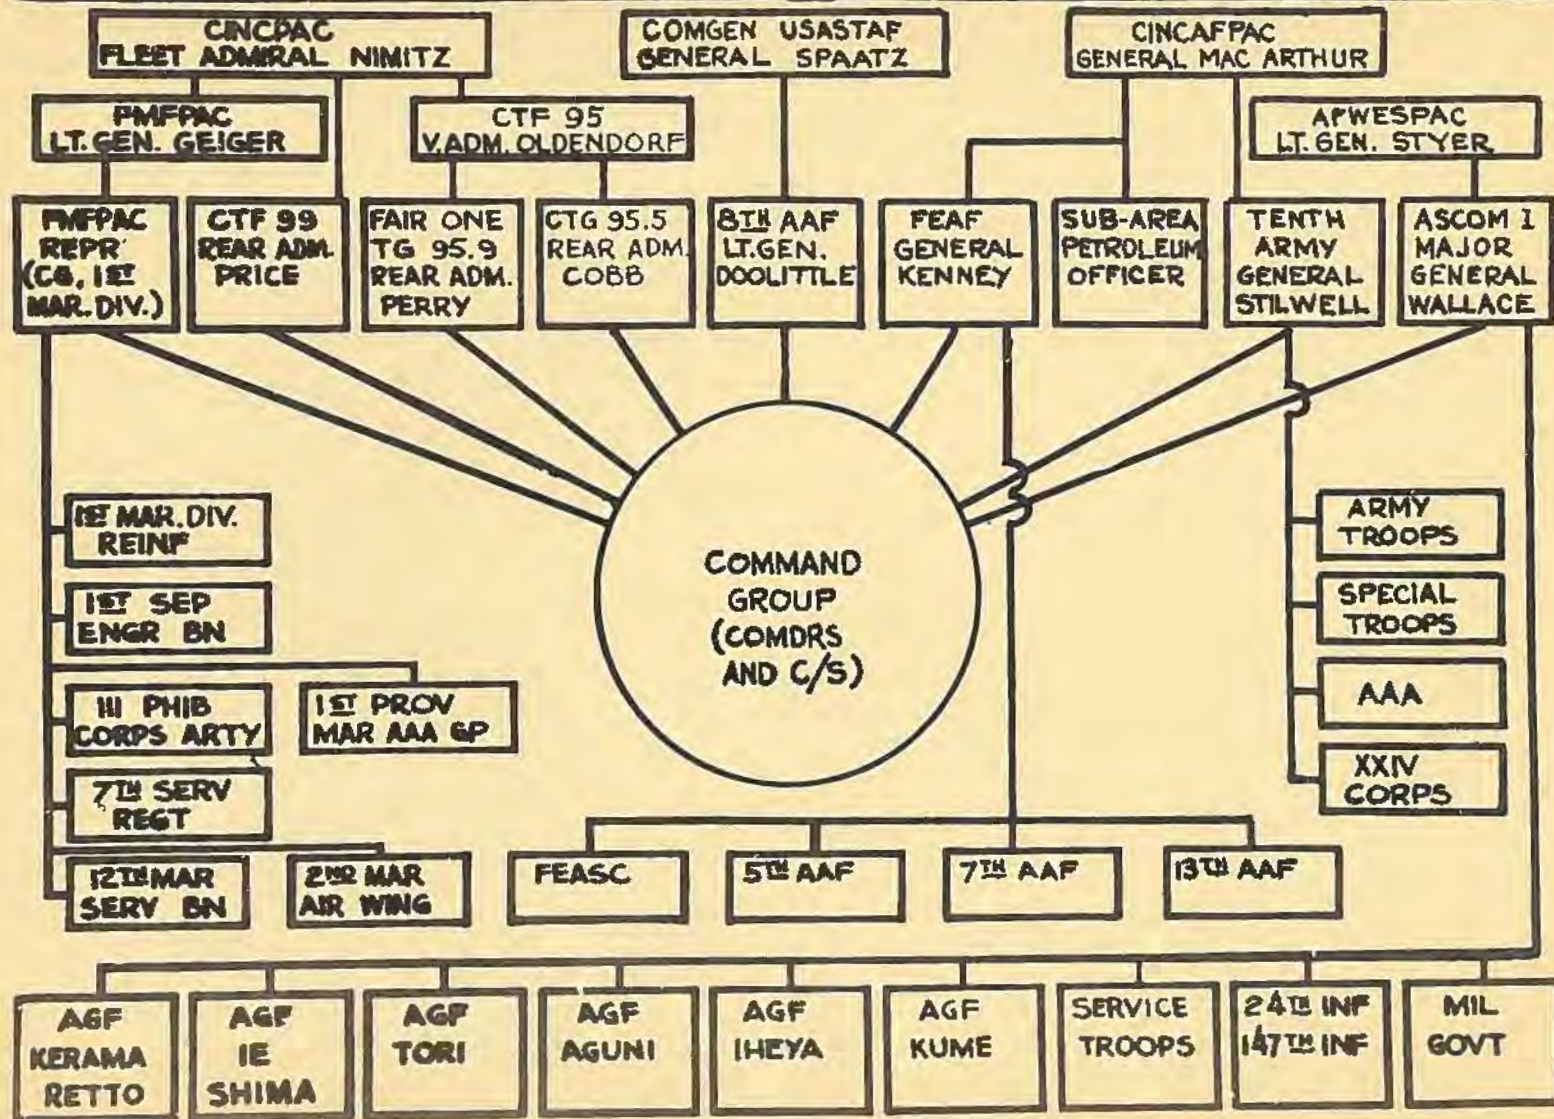 CINCPAC
FLEET ADMIRAL NIMITZ
COMGEN USASTAF
GENERAL SPAATZ
CINCAFPAC
GENERAL MAC ARTHUR
FMFPAC
LT. GEN. GEIGER
CTF 95
V. ADM. OLDENDORF
AFWESPAC
LT. GEN. STYER
FMFPAC
REPR
(CG, 1ST
MAR. DIV.)
CTF 99
REAR ADM.
PRICE
FAIR ONE
TG 95.9
REAR ADM.
PERRY
CTG 95.5
REAR ADM.
COBB
8TH AAF
LT. GEN.
DOOLITTLE
FEAF
GENERAL
KENNEY
SUB-AREA
PETROLEUM
OFFICER
TENTH
ARMY
GENERAL
STILWELL
ASCOM 1
MAJOR
GENERAL
WALLACE
COMMAND
GROUP
(COMDRS
AND C/S)
1ST MAR. DIV.
REINF
1ST SEP
ENGR BN
III PHIB
CORPS ARTY
1ST PROV
MAR AAA GP
7TH SERV
REGT
12TH MAR
SERV BN
2ND MAR
AIR WING
ARMY
TROOPS
SPECIAL
TROOPS
AAA
XXIV
CORPS
FEASC
5TH AAF
7TH AAF
13TH AAF
AGF
KERAMA
RETTO
AGF
IE
SHIMA
AGF
TORI
AGF
AGUNI
AGF
IHEYA
AGF
KUME
SERVICE
TROOPS
24TH INF
147TH INF
MIL
GOVT